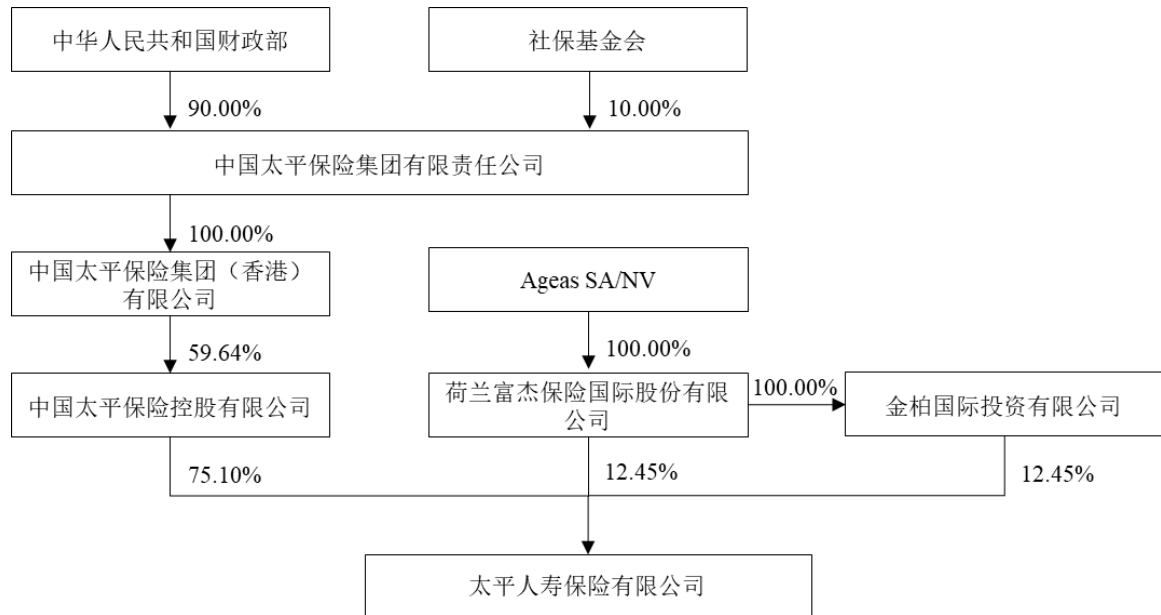 中华人民共和国财政部
社保基金会
90.00%
10.00%
中国太平保险集团有限责任公司
100.00%
中国太平保险集团（香港）
有限公司
Ageas SA/NV
59.64%
100.00%
中国太平保险控股有限公司
荷兰富杰保险国际股份有限
公司
100.00%
金柏国际投资有限公司
75.10%
12.45%
12.45%
太平人寿保险有限公司